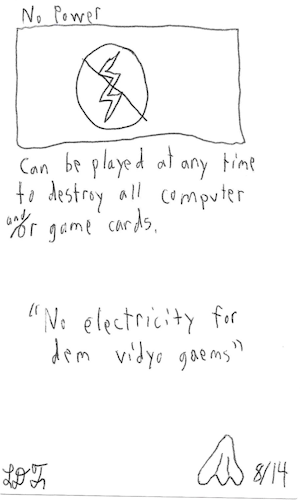 No Power
Can be played at any time
to destroy all computer
and/or game cards.
"No electricity for
dem vidyo gaems"
8/14